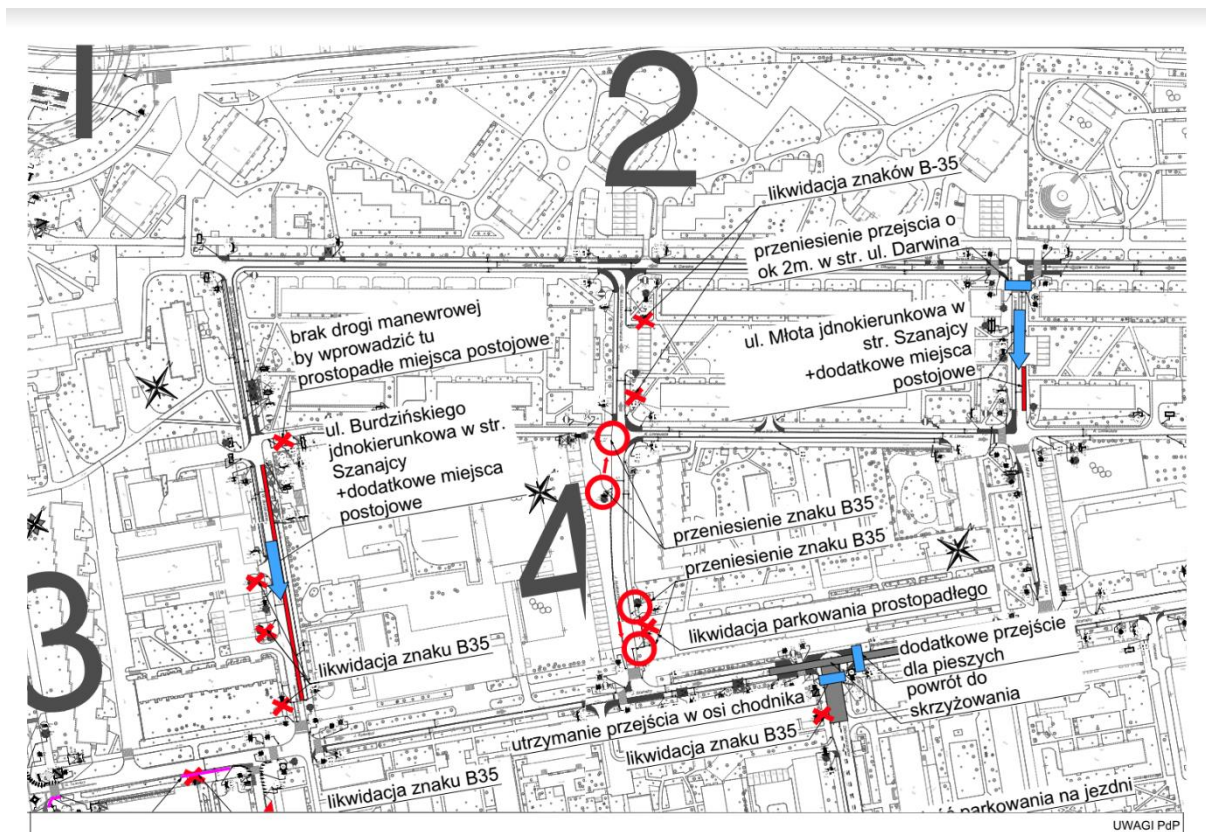 1
2
likwidacja znaków B-35
przeniesienie przejscia o
ok 2m. w str. ul. Darwina
brak drogi manewrowej
by wprowadzić tu
prostopadłe miejsca postojowe
ul. Młota jdnokierunkowa w
str. Szanajcy
+dodatkowe miejsca
postojowe
ul. Burdzińskiego
jdnokierunkowa w str.
Szanajcy
+dodatkowe miejsca
postojowe
4
przeniesienie znaku B35
przeniesienie znaku B35
3
likwidacja parkowania prostopadłego
likwidacja znaku B35
dodatkowe przejście
dla pieszych
powrót do
skrzyżowania
utrzymanie przejścia w osi chodnika
likwidacja znaku B35
likwidacja znaku B35
parkowania na jezdni
UWAGI PdP